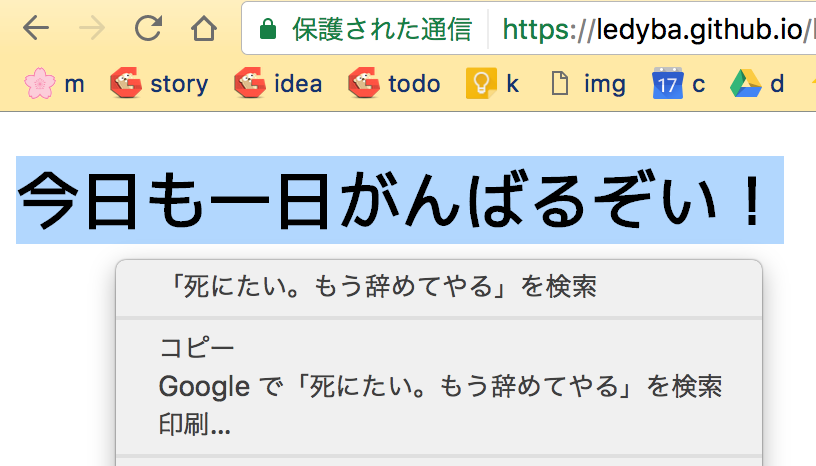 保護された通信 https://ledyba.github.io/
m story idea todo k img 17 c d
今日も一日がんばるぞい！
「死にたい。もう辞めてやる」を検索
コピー
Google で「死にたい。もう辞めてやる」を検索
印刷...